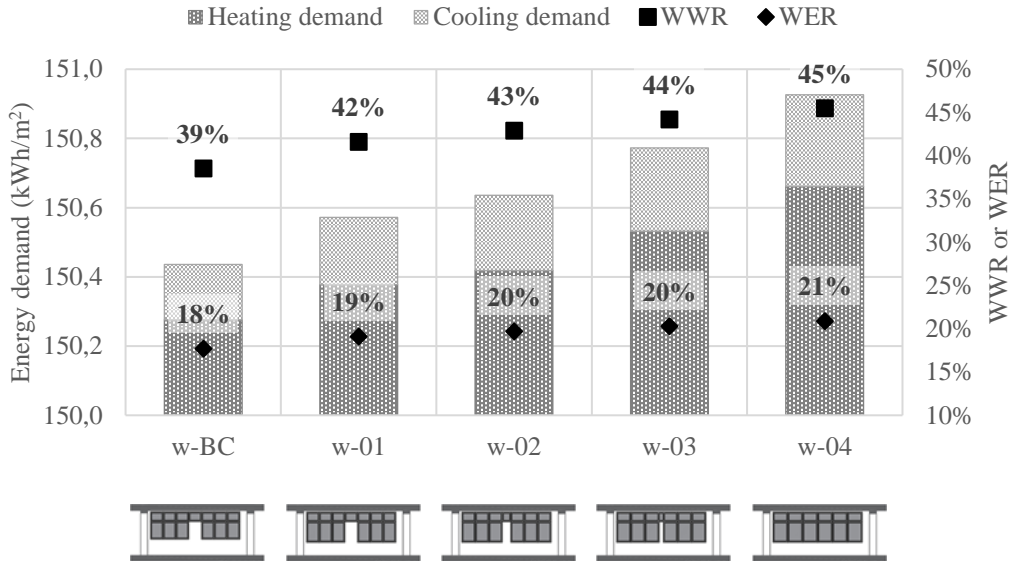 Heating demand Cooling demand WWR WER
Energy demand (kWh/m²)
151,0
150,8
150,6
150,4
150,2
150,0
39% 42% 43% 44% 45%
18% 19% 20% 20% 21%
50%
45%
40%
35%
30%
25%
20%
15%
10%
WWR or WER
w-BC w-01 w-02 w-03 w-04